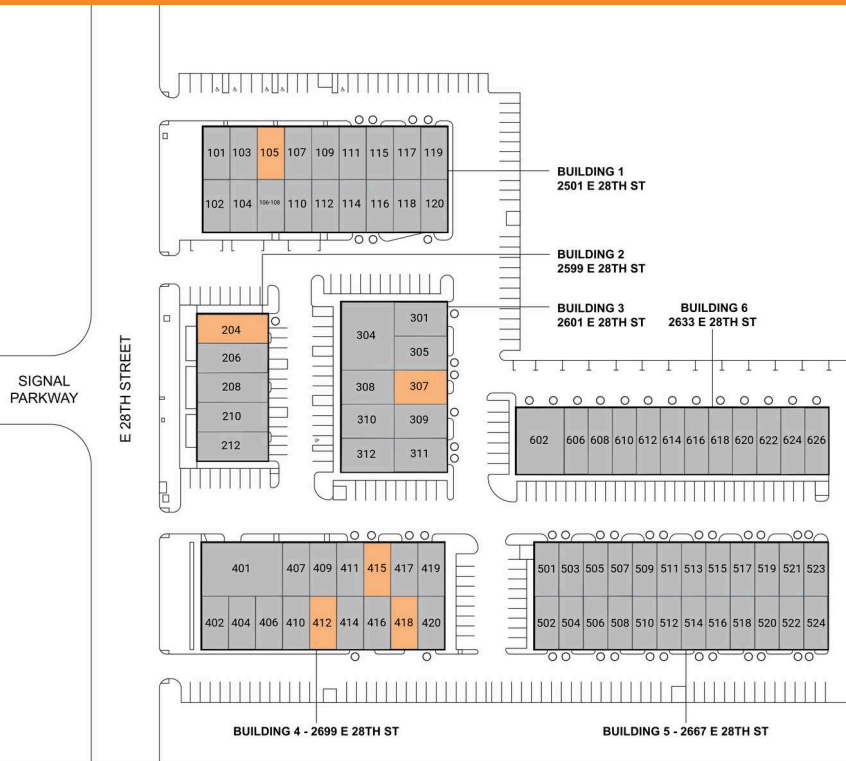 101 103 105 107 109 111 115 117 119
102 104 106-108 110 112 114 116 118 120
BUILDING 1
2501 E 28TH ST
BUILDING 2
2599 E 28TH ST
BUILDING 3
2601 E 28TH ST
BUILDING 6
2633 E 28TH ST
204
206
208
210
212
301
304
305
308 307
310 309
312 311
SIGNAL
PARKWAY
E 28TH STREET
602 606 608 610 612 614 616 618 620 622 624 626
401 407 409 411 415 417 419
402 404 406 410 412 414 416 418 420
501 503 505 507 509 511 513 515 517 519 521 523
502 504 506 508 510 512 514 516 518 520 522 524
BUILDING 4 - 2699 E 28TH ST
BUILDING 5 - 2667 E 28TH ST